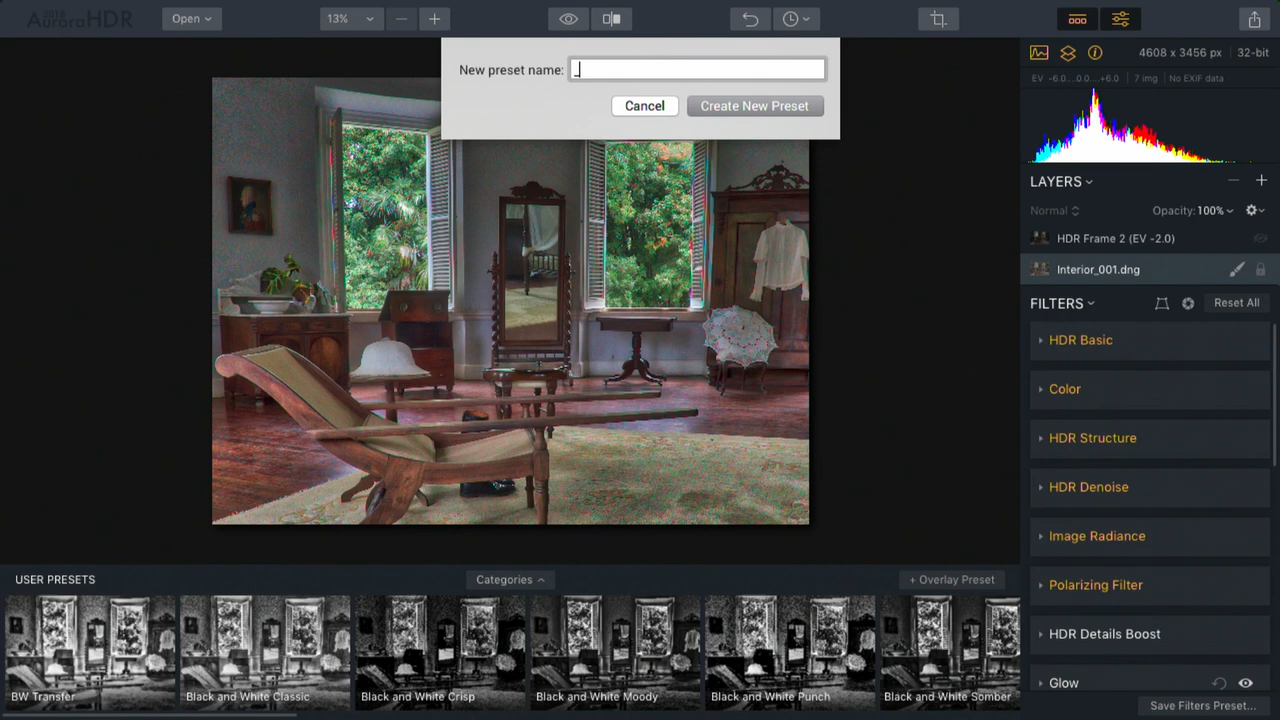 2018
AuroraHDR
Open
13%
New preset name: _
Cancel
Create New Preset
4608 x 3456 px
32-bit
EV -6.0...0.0...+6.0
7 img
No EXIF data
LAYERS
Normal
Opacity: 100%
HDR Frame 2 (EV -2.0)
Interior_001.dng
FILTERS
Reset All
HDR Basic
Color
HDR Structure
HDR Denoise
Image Radiance
Polarizing Filter
HDR Details Boost
Glow
Save Filters Preset...
USER PRESETS
Categories
+ Overlay Preset
BW Transfer
Black and White Classic
Black and White Crisp
Black and White Moody
Black and White Punch
Black and White Somber